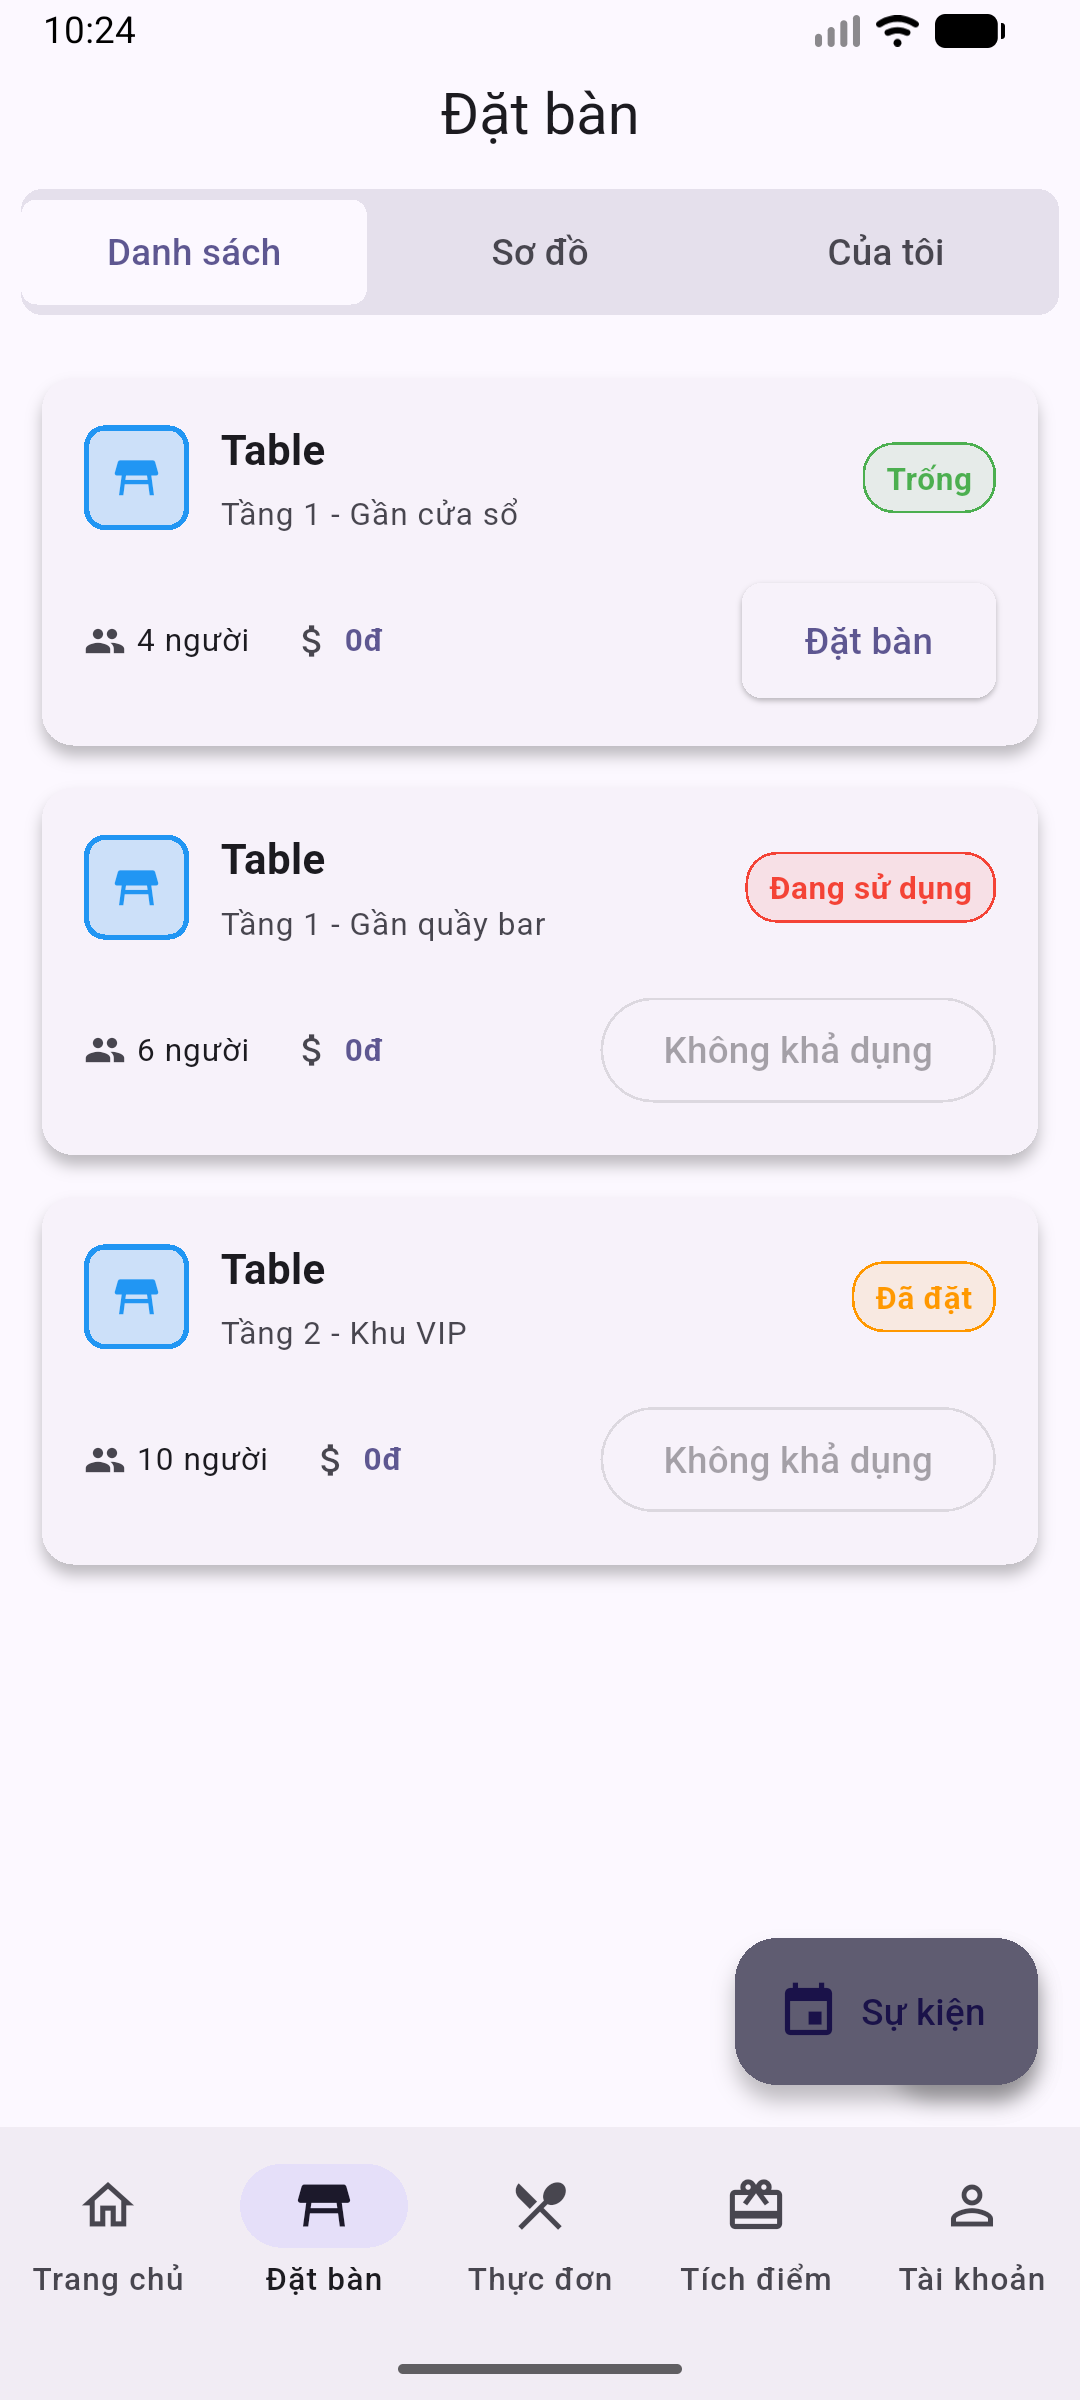 10:24
Đặt bàn
Danh sách
Sơ đồ
Của tôi
Table
Tầng 1 - Gần cửa sổ
Trống
4 người
$ 0đ
Đặt bàn
Table
Tầng 1 - Gần quầy bar
Đang sử dụng
6 người
$ 0đ
Không khả dụng
Table
Tầng 2 - Khu VIP
Đã đặt
10 người
$ 0đ
Không khả dụng
Sự kiện
Trang chủ
Đặt bàn
Thực đơn
Tích điểm
Tài khoản